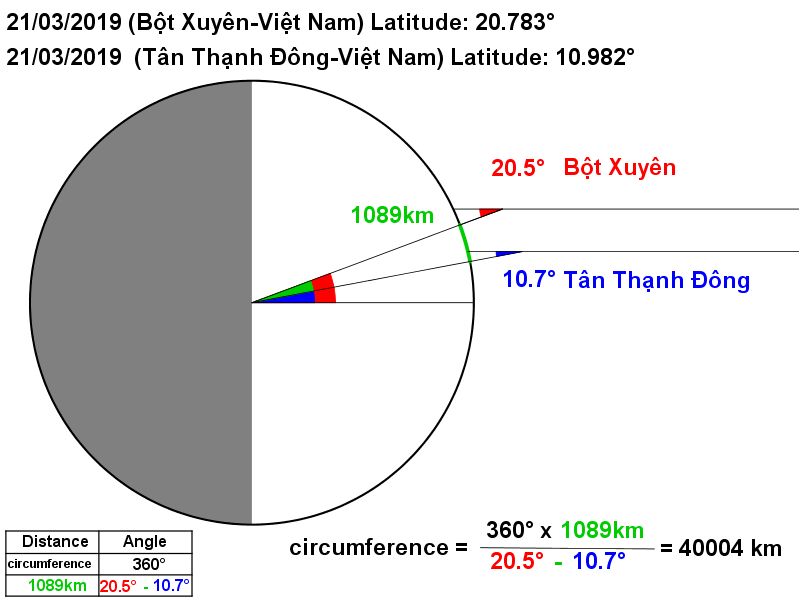 21/03/2019 (Bột Xuyên-Việt Nam) Latitude: 20.783°
21/03/2019 (Tân Thạnh Đông-Việt Nam) Latitude: 10.982°
20.5° Bột Xuyên
1089km
10.7° Tân Thạnh Đông
Distance Angle
circumference 360°
1089km 20.5° - 10.7°
circumference = 360° x 1089km
20.5° - 10.7°
= 40004 km